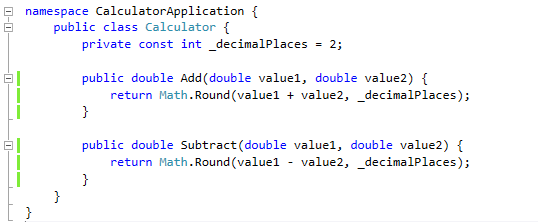 namespace CalculatorApplication {
public class Calculator {
private const int _decimalPlaces = 2;
public double Add(double value1, double value2) {
return Math.Round(value1 + value2, _decimalPlaces);
}
public double Subtract(double value1, double value2) {
return Math.Round(value1 - value2, _decimalPlaces);
}
}
}